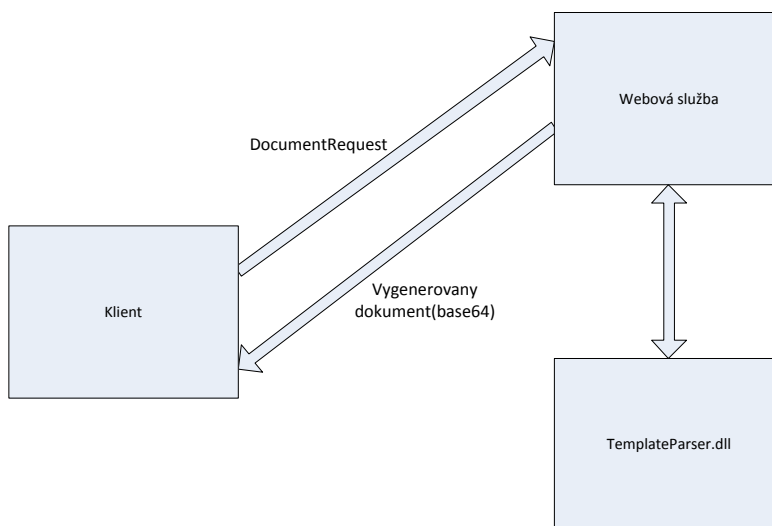 Webová služba
DocumentRequest
Klient
Vygenerovany
dokument(base64)
TemplateParser.dll